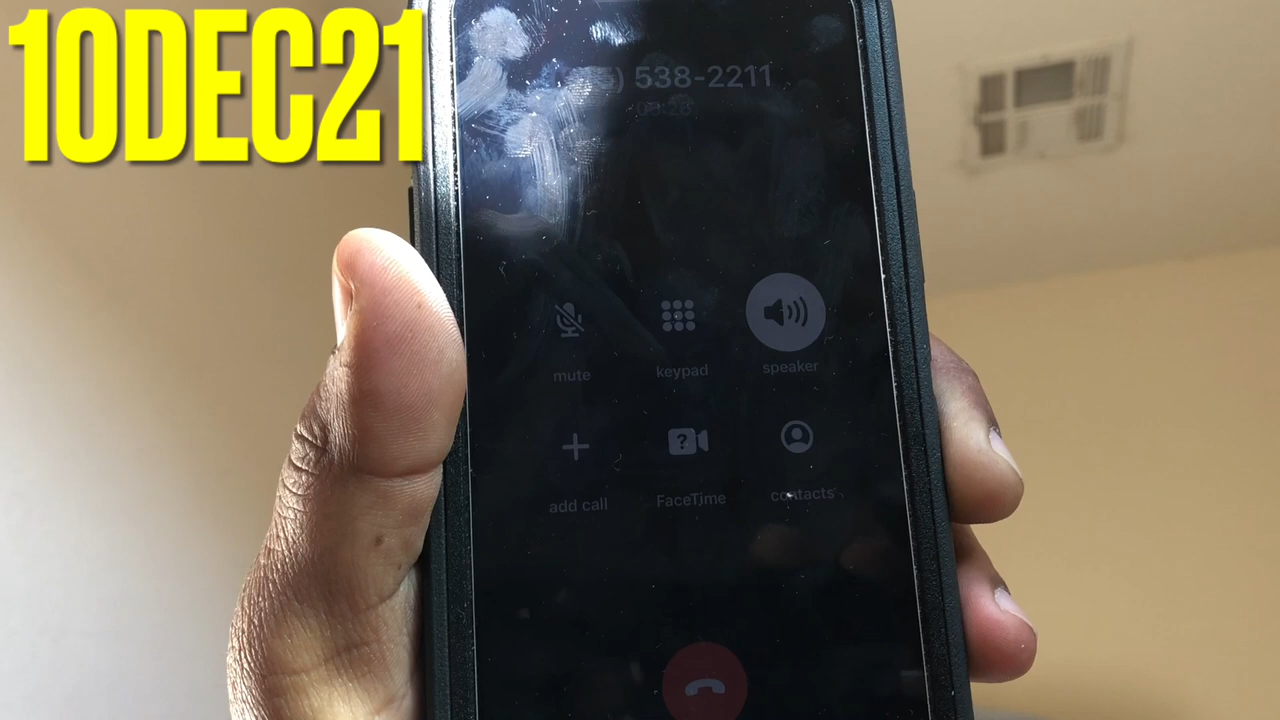 10DEC21
) 538-2211
mute
keypad
speaker
add call
FaceTime
contacts